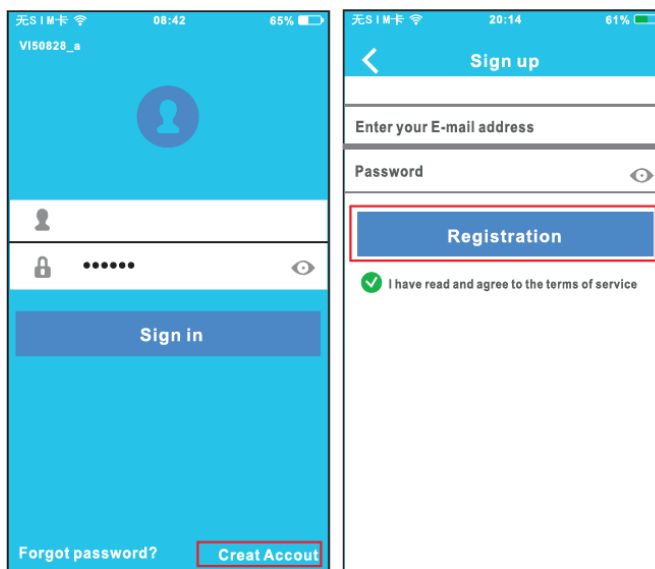 无SIM卡 08:42 65%
VI50828_a
••••••
Sign in
Forgot password? Creat Accout
无SIM卡 20:14 61%
Sign up
Enter your E-mail address
Password
Registration
I have read and agree to the terms of service